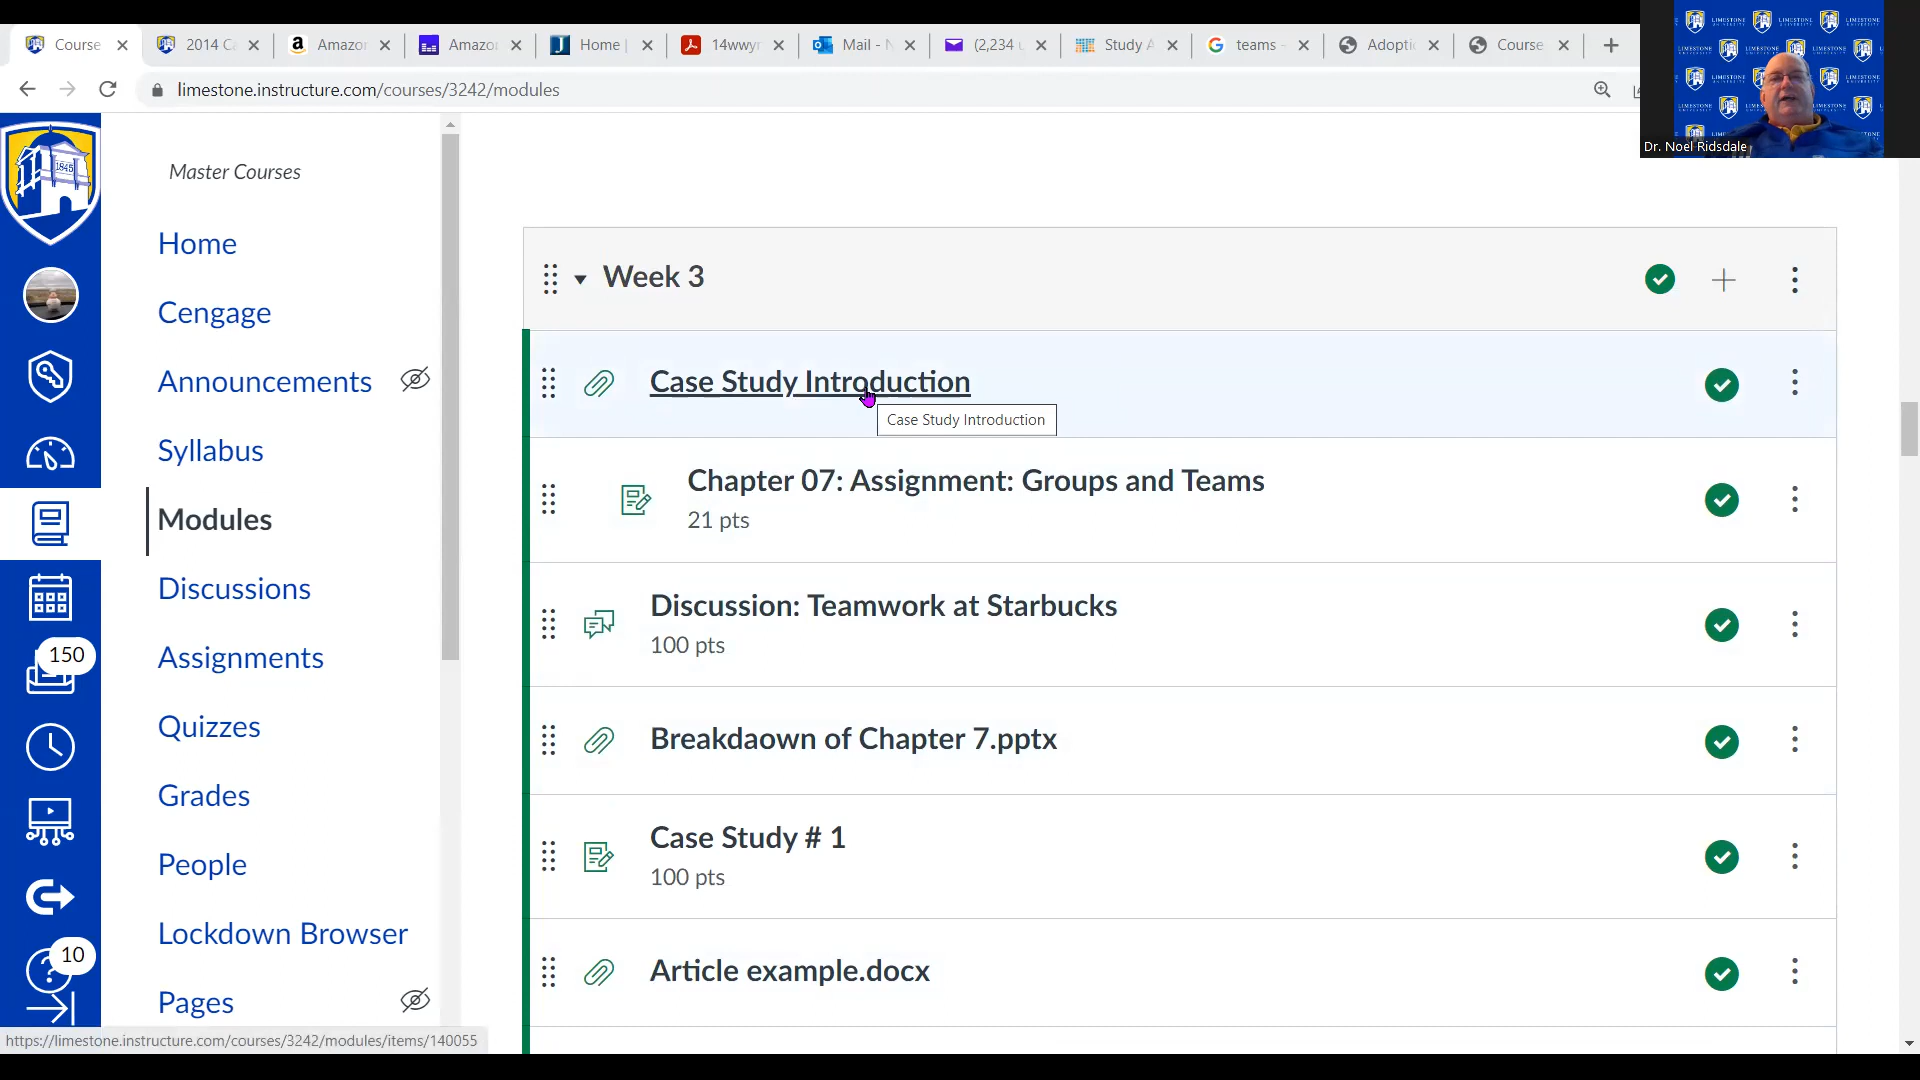 Course
2014 C
Amazor
Amazo
Home
14wwyr
Mail - N
(2,234 u
Study A
teams -
Adopti
Course
limestone.instructure.com/courses/3242/modules
Dr. Noel Ridsdale
1845
Master Courses
Home
Cengage
Announcements
Syllabus
Modules
Discussions
Assignments
Quizzes
Grades
People
Lockdown Browser
Pages
150
10
Week 3
Case Study Introduction
Case Study Introduction
Chapter 07: Assignment: Groups and Teams
21 pts
Discussion: Teamwork at Starbucks
100 pts
Breakdaown of Chapter 7.pptx
Case Study # 1
100 pts
Article example.docx
https://limestone.instructure.com/courses/3242/modules/items/140055